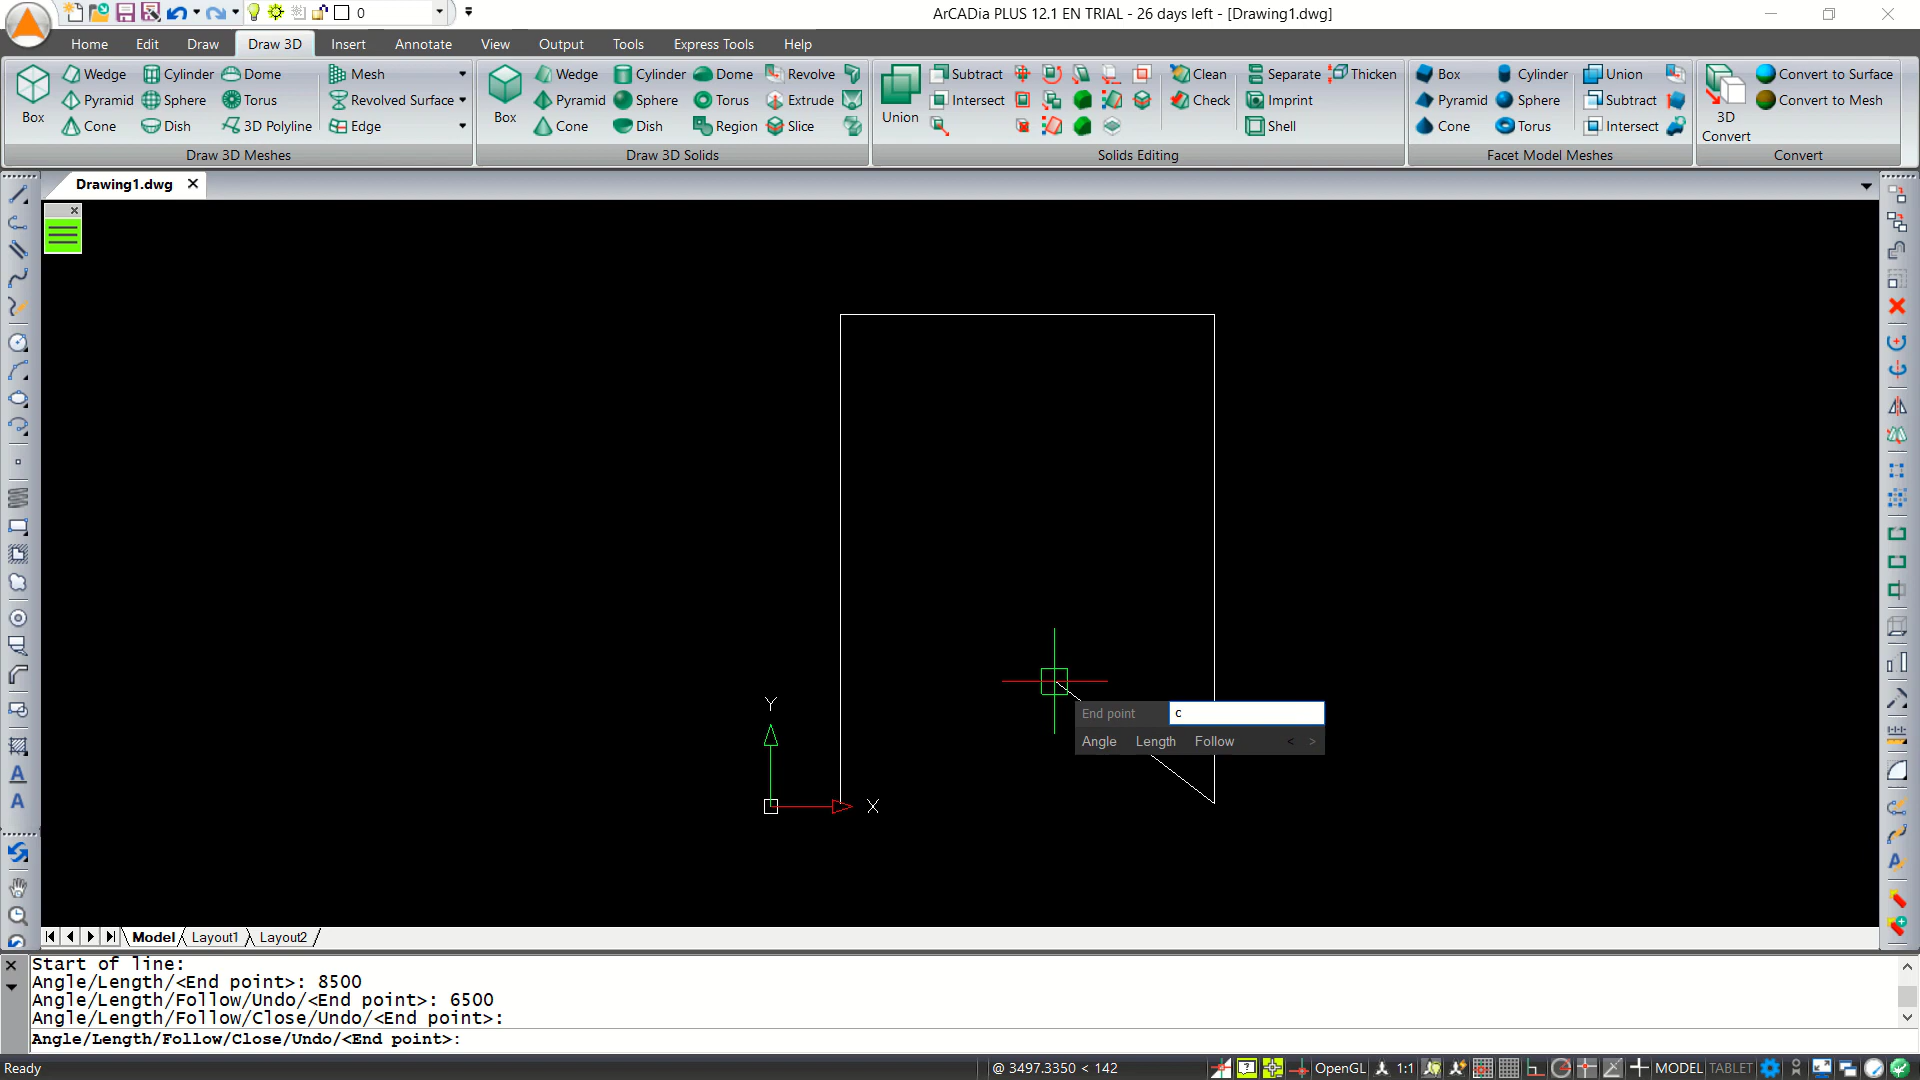 0
ArCADia PLUS 12.1 EN TRIAL - 26 days left - [Drawing1.dwg]
Home Edit Draw Draw 3D Insert Annotate View Output Tools Express Tools Help
Wedge Cylinder Dome Mesh
Pyramid Sphere Torus Revolved Surface
Box Cone Dish 3D Polyline Edge
Draw 3D Meshes
Wedge Cylinder Dome Revolve
Pyramid Sphere Torus Extrude
Box Cone Dish Region Slice
Draw 3D Solids
Subtract Clean Separate Thicken
Intersect Check Imprint
Union Shell
Solids Editing
Box Cylinder Union
Pyramid Sphere Subtract
Cone Torus Intersect
Facet Model Meshes
Convert to Surface
Convert to Mesh
3D
Convert
Convert
Drawing1.dwg
Y
X
End point c
Angle Length Follow < >
Model Layout1 Layout2
Start of line:
Angle/Length/<End point>: 8500
Angle/Length/Follow/Undo/<End point>: 6500
Angle/Length/Follow/Close/Undo/<End point>:
Angle/Length/Follow/Close/Undo/<End point>:
Ready
@ 3497.3350 < 142
OpenGL 1:1 MODEL TABLET